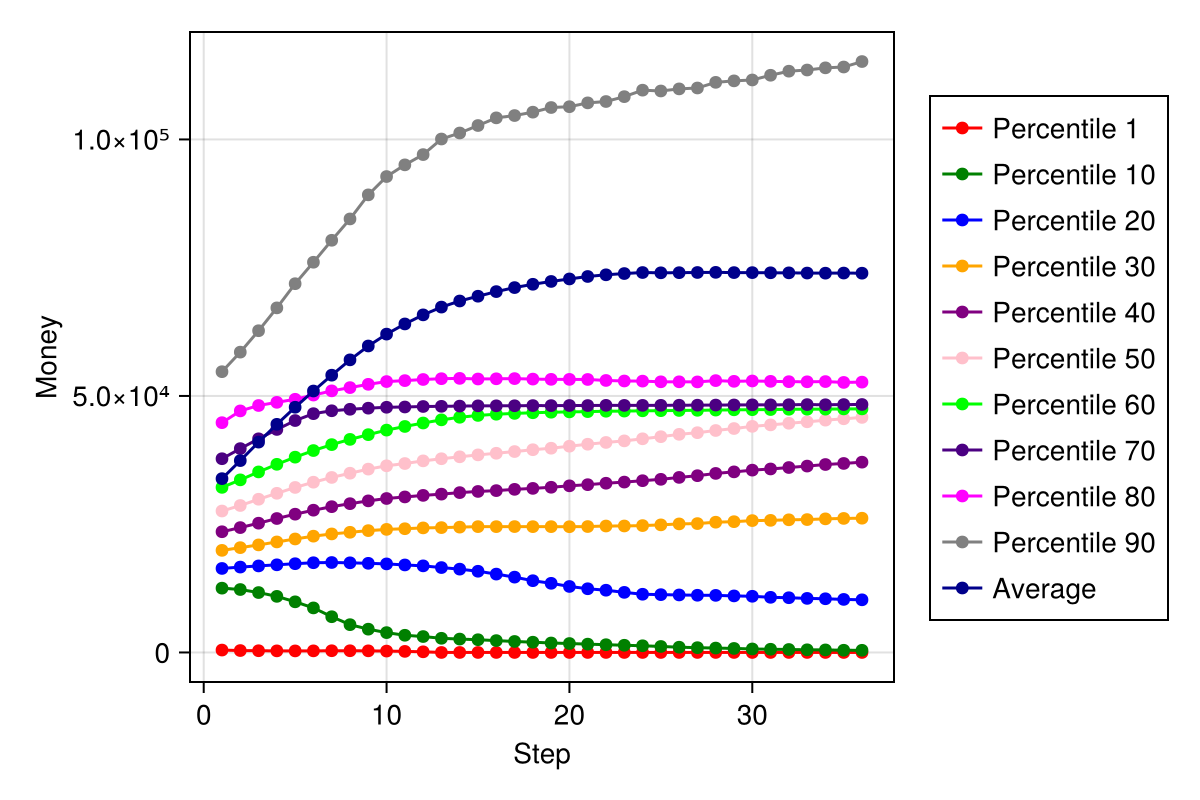 Money
1.0×10⁵
5.0×10⁴
0
0 10 20 30
Step
Percentile 1
Percentile 10
Percentile 20
Percentile 30
Percentile 40
Percentile 50
Percentile 60
Percentile 70
Percentile 80
Percentile 90
Average